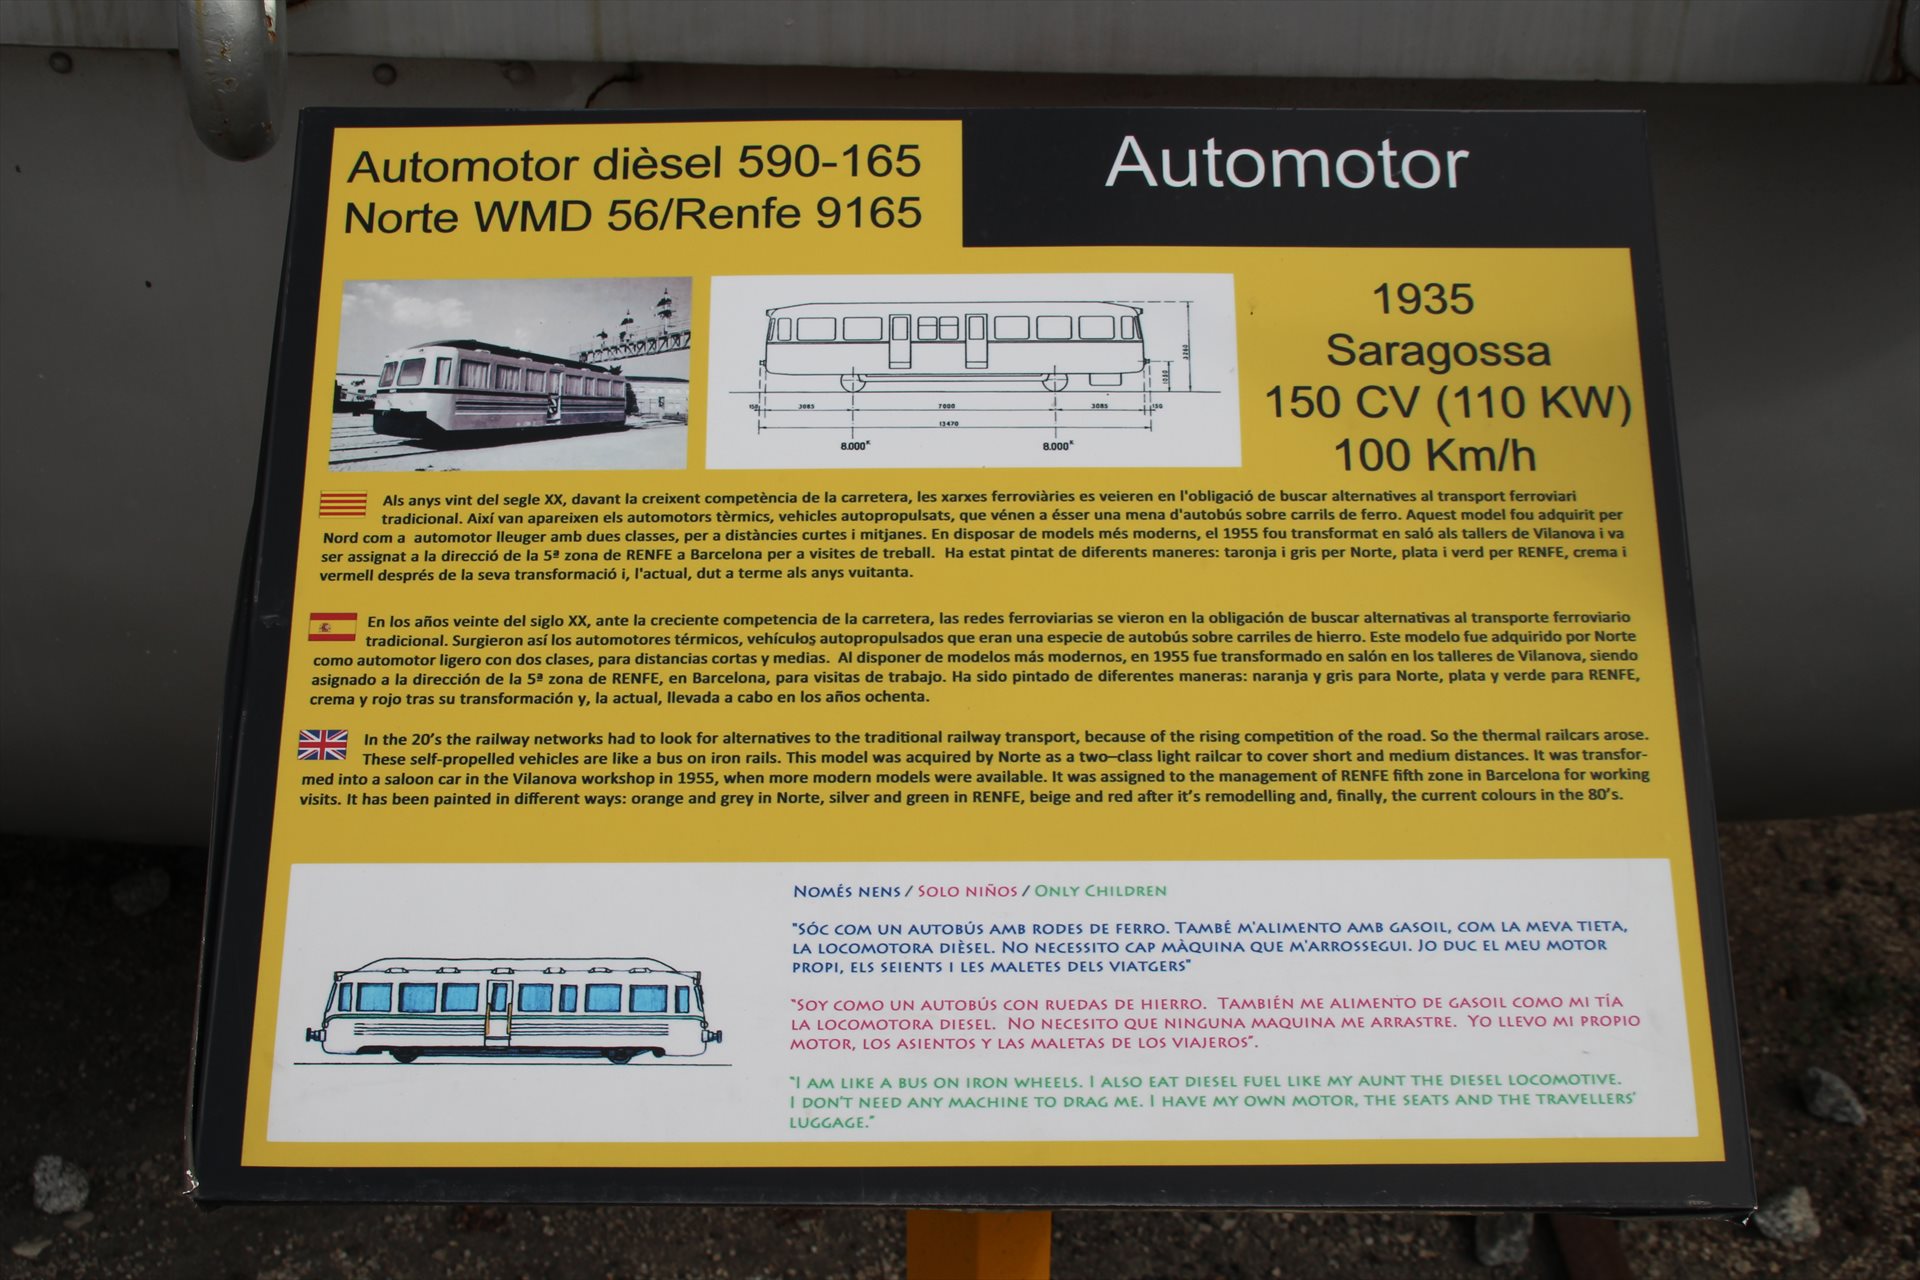 Automotor dièsel 590-165
Norte WMD 56/Renfe 9165
Automotor
1935
Saragossa
150 CV (110 KW)
100 Km/h
3260
1050
150
3085
7000
3085
150
13470
8.000ᴷ
8.000ᴷ
Als anys vint del segle XX, davant la creixent competència de la carretera, les xarxes ferroviàries es veieren en l'obligació de buscar alternatives al transport ferroviari
tradicional. Així van apareixen els automotors tèrmics, vehicles autopropulsats, que vénen a ésser una mena d'autobús sobre carrils de ferro. Aquest model fou adquirit per
Nord com a automotor lleuger amb dues classes, per a distàncies curtes i mitjanes. En disposar de models més moderns, el 1955 fou transformat en saló als tallers de Vilanova i va
ser assignat a la direcció de la 5ª zona de RENFE a Barcelona per a visites de treball. Ha estat pintat de diferents maneres: taronja i gris per Norte, plata i verd per RENFE, crema i
vermell després de la seva transformació i, l'actual, dut a terme als anys vuitanta.
En los años veinte del siglo XX, ante la creciente competencia de la carretera, las redes ferroviarias se vieron en la obligación de buscar alternativas al transporte ferroviario
tradicional. Surgieron así los automotores térmicos, vehículos autopropulsados que eran una especie de autobús sobre carriles de hierro. Este modelo fue adquirido por Norte
como automotor ligero con dos clases, para distancias cortas y medias. Al disponer de modelos más modernos, en 1955 fue transformado en salón en los talleres de Vilanova, siendo
asignado a la dirección de la 5ª zona de RENFE, en Barcelona, para visitas de trabajo. Ha sido pintado de diferentes maneras: naranja y gris para Norte, plata y verde para RENFE,
crema y rojo tras su transformación y, la actual, llevada a cabo en los años ochenta.
In the 20's the railway networks had to look for alternatives to the traditional railway transport, because of the rising competition of the road. So the thermal railcars arose.
These self-propelled vehicles are like a bus on iron rails. This model was acquired by Norte as a two–class light railcar to cover short and medium distances. It was transfor-
med into a saloon car in the Vilanova workshop in 1955, when more modern models were available. It was assigned to the management of RENFE fifth zone in Barcelona for working
visits. It has been painted in different ways: orange and grey in Norte, silver and green in RENFE, beige and red after it's remodelling and, finally, the current colours in the 80's.
Només nens / Solo niños / Only Children
"Sóc com un autobús amb rodes de ferro. També m'alimento amb gasoil, com la meva tieta,
la locomotora dièsel. No necessito cap màquina que m'arrossegui. Jo duc el meu motor
propi, els seients i les maletes dels viatgers"
"Soy como un autobús con ruedas de hierro. También me alimento de gasoil como mi tía
la locomotora diesel. No necesito que ninguna maquina me arrastre. Yo llevo mi propio
motor, los asientos y las maletas de los viajeros".
"I am like a bus on iron wheels. I also eat diesel fuel like my aunt the diesel locomotive.
I don't need any machine to drag me. I have my own motor, the seats and the travellers'
luggage."